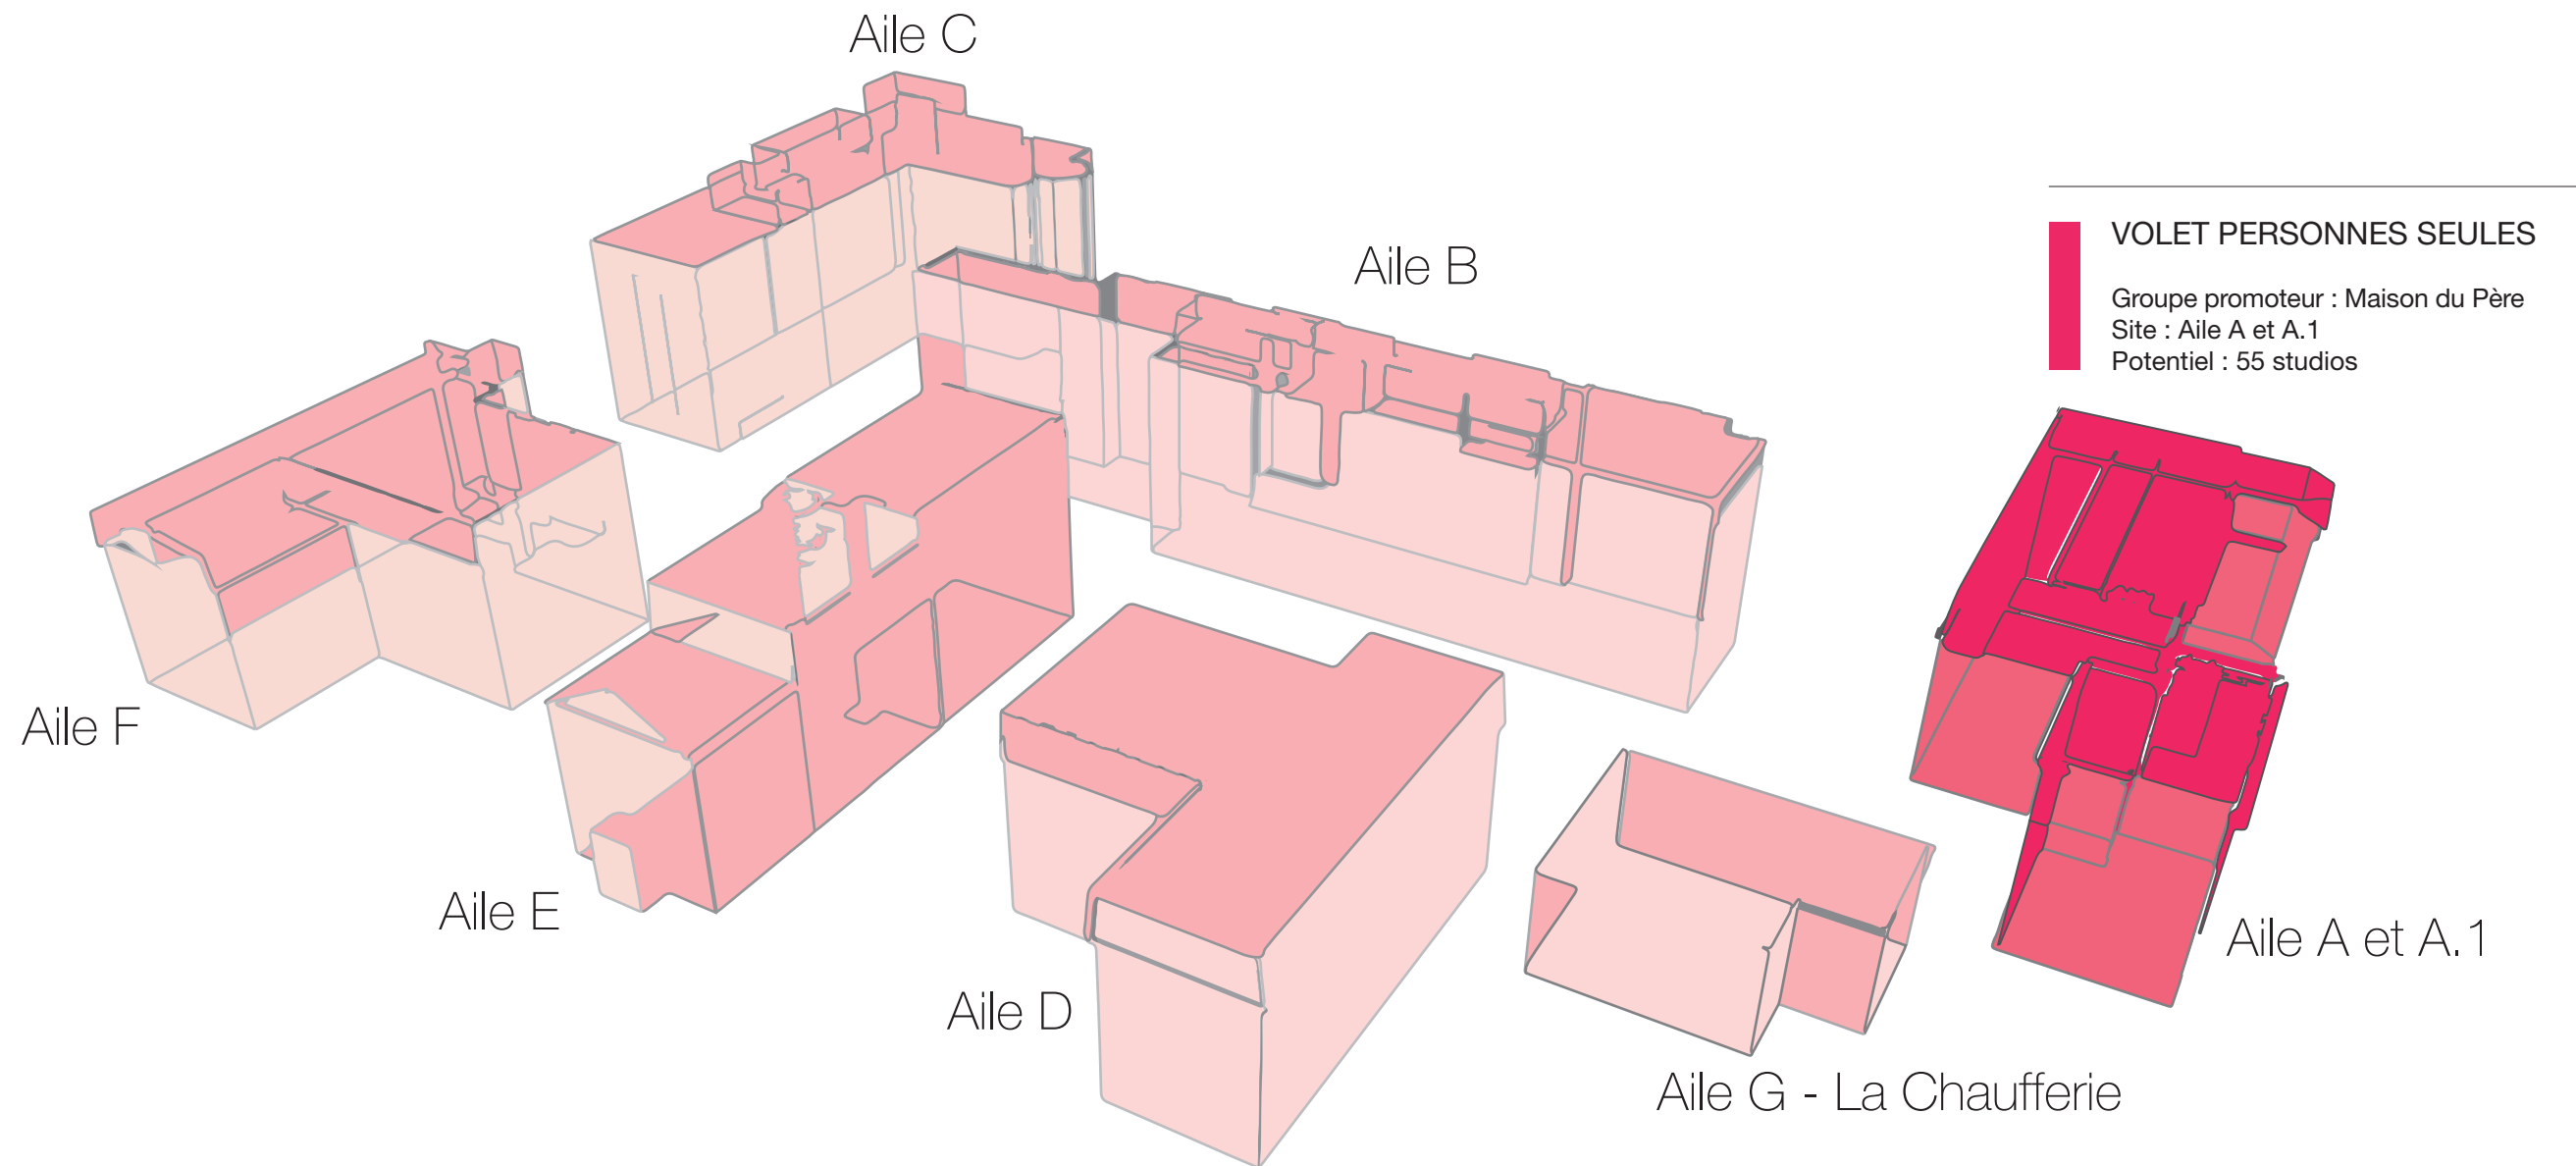 Aile C
Aile B
VOLET PERSONNES SEULES
Groupe promoteur : Maison du Père
Site : Aile A et A.1
Potentiel : 55 studios
Aile F
Aile E
Aile D
Aile A et A.1
Aile G - La Chaufferie